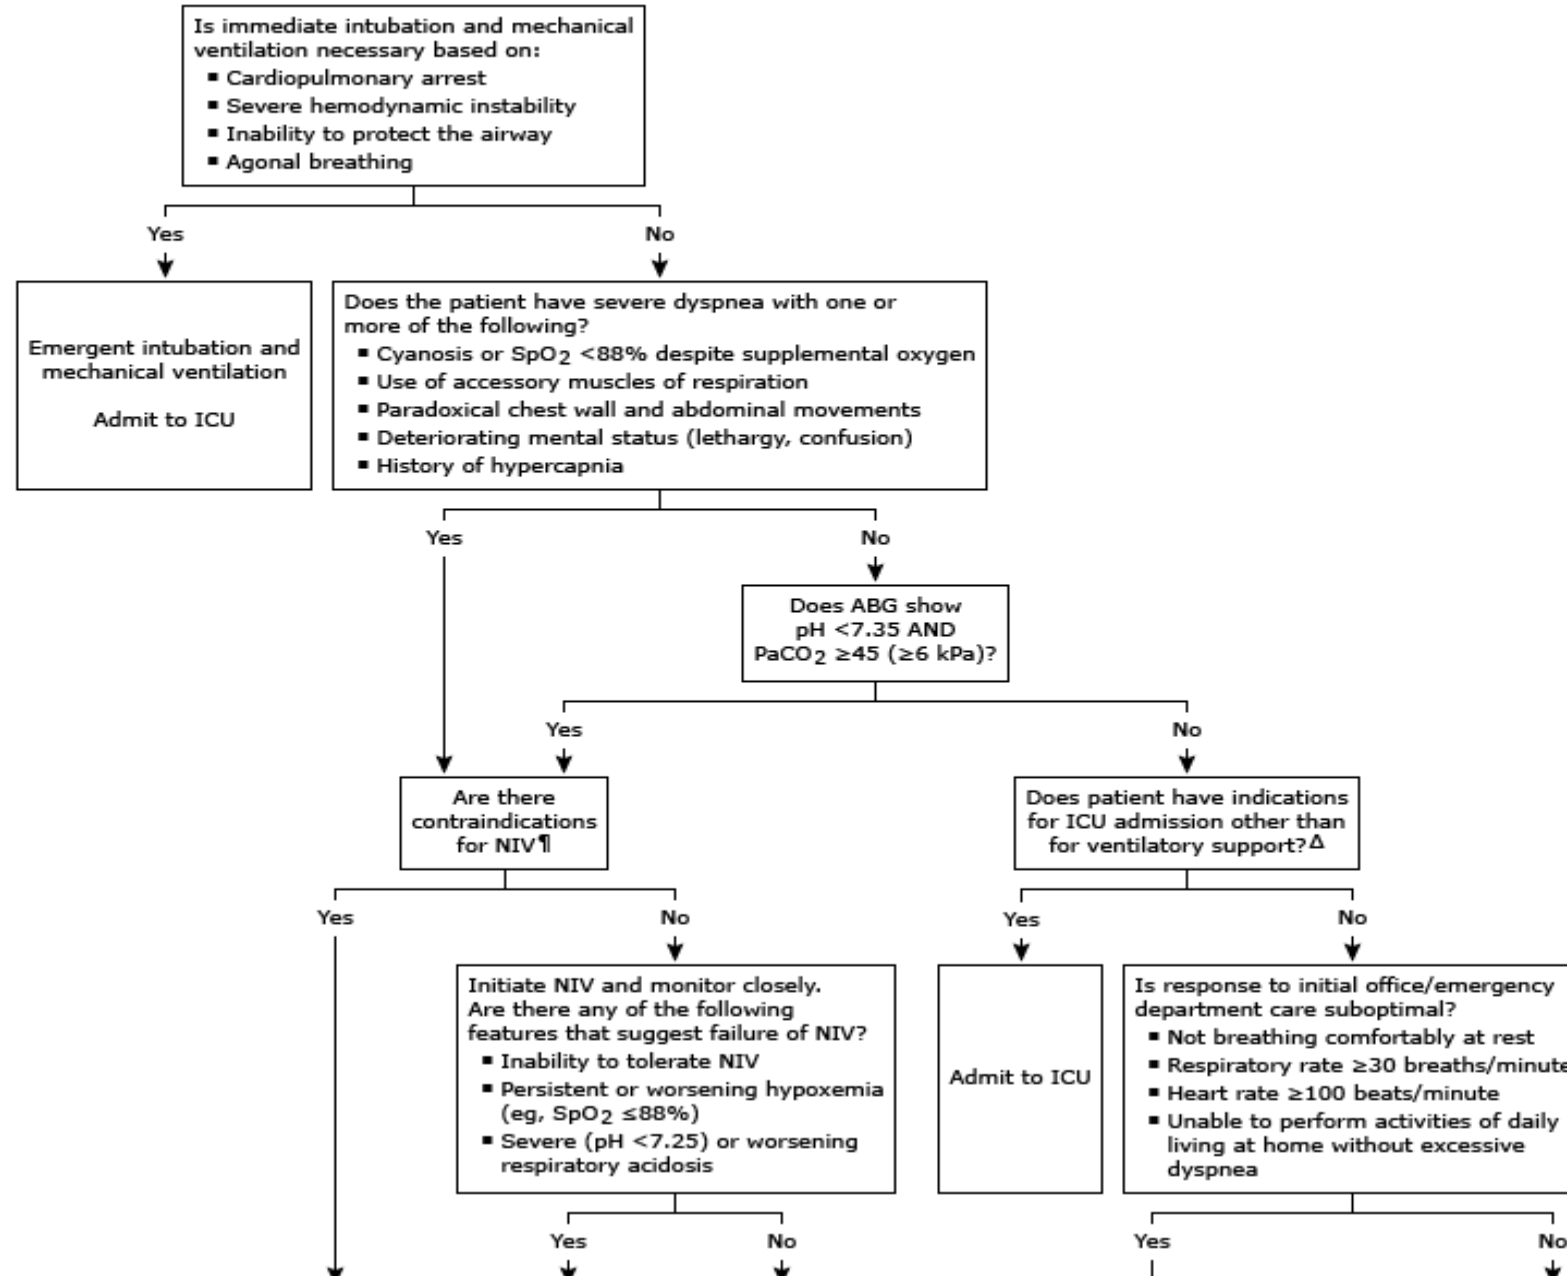 Is immediate intubation and mechanical
ventilation necessary based on:
▪ Cardiopulmonary arrest
▪ Severe hemodynamic instability
▪ Inability to protect the airway
▪ Agonal breathing
Yes
No
Emergent intubation and
mechanical ventilation
Admit to ICU
Does the patient have severe dyspnea with one or
more of the following?
▪ Cyanosis or SpO2 <88% despite supplemental oxygen
▪ Use of accessory muscles of respiration
▪ Paradoxical chest wall and abdominal movements
▪ Deteriorating mental status (lethargy, confusion)
▪ History of hypercapnia
Yes
No
Does ABG show
pH <7.35 AND
PaCO2 ≥45 (≥6 kPa)?
Yes
No
Are there
contraindications
for NIV¶
Does patient have indications
for ICU admission other than
for ventilatory support?Δ
Yes
No
Yes
No
Initiate NIV and monitor closely.
Are there any of the following
features that suggest failure of NIV?
▪ Inability to tolerate NIV
▪ Persistent or worsening hypoxemia
(eg, SpO2 ≤88%)
▪ Severe (pH <7.25) or worsening
respiratory acidosis
Admit to ICU
Is response to initial office/emergency
department care suboptimal?
▪ Not breathing comfortably at rest
▪ Respiratory rate ≥30 breaths/minute
▪ Heart rate ≥100 beats/minute
▪ Unable to perform activities of daily
living at home without excessive
dyspnea
Yes
No
Yes
No